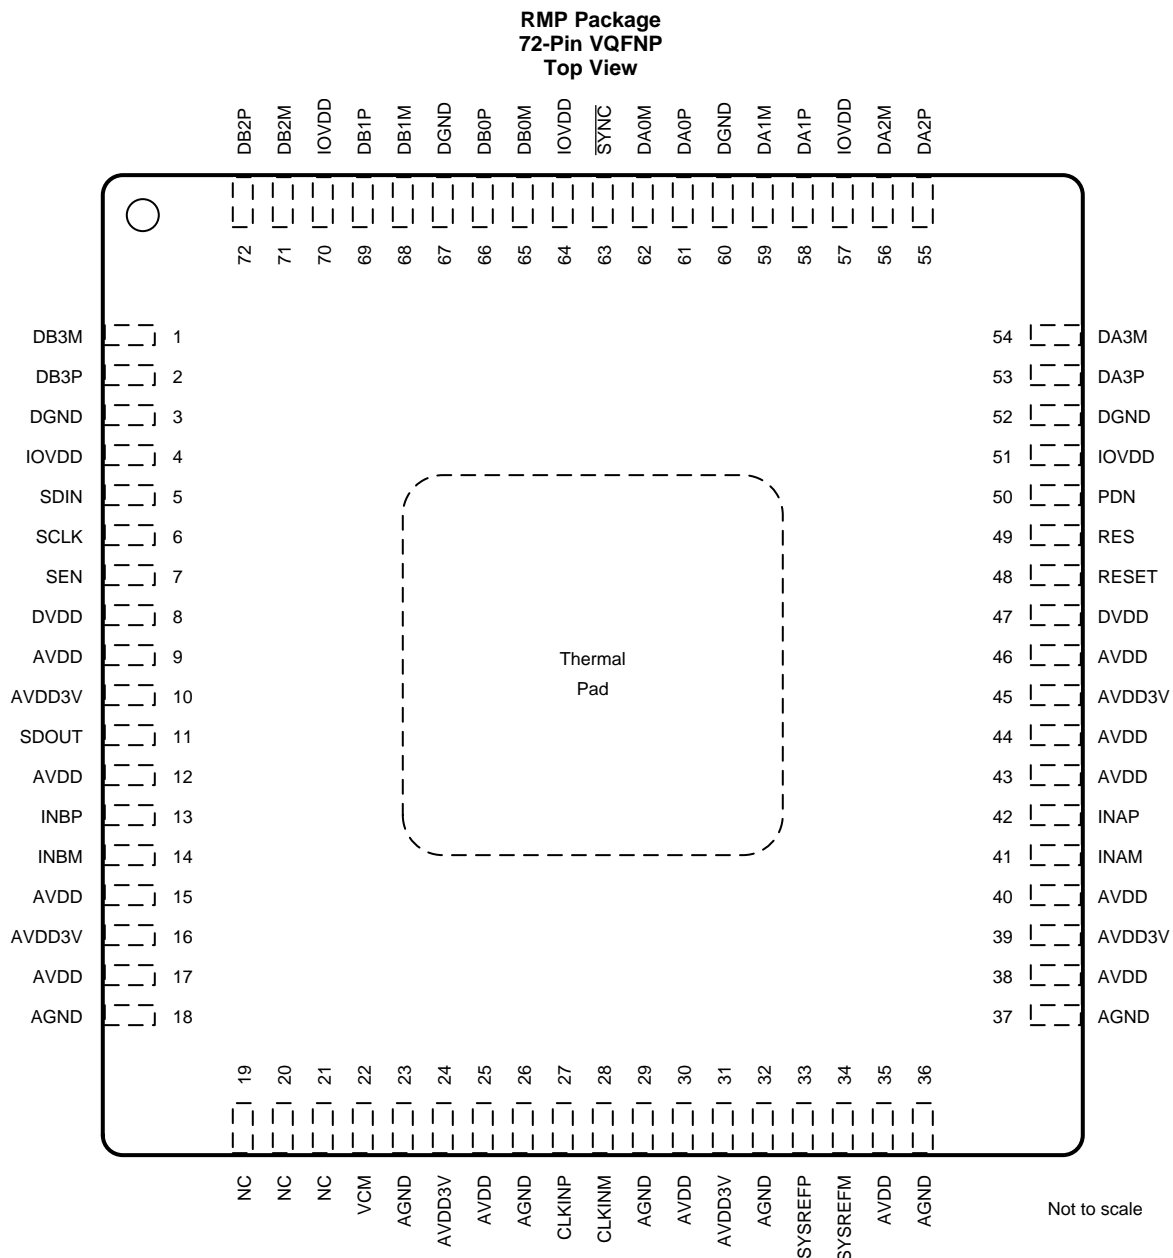 RMP Package
72-Pin VQFNP
Top View
DB2P
DB2M
IOVDD
DB1P
DB1M
DGND
DB0P
DB0M
IOVDD
SYNC
DA0M
DA0P
DGND
DA1M
DA1P
IOVDD
DA2M
DA2P
72
71
70
69
68
67
66
65
64
63
62
61
60
59
58
57
56
55
DB3M 1
DB3P 2
DGND 3
IOVDD 4
SDIN 5
SCLK 6
SEN 7
DVDD 8
AVDD 9
AVDD3V 10
SDOUT 11
AVDD 12
INBP 13
INBM 14
AVDD 15
AVDD3V 16
AVDD 17
AGND 18
Thermal
Pad
54 DA3M
53 DA3P
52 DGND
51 IOVDD
50 PDN
49 RES
48 RESET
47 DVDD
46 AVDD
45 AVDD3V
44 AVDD
43 AVDD
42 INAP
41 INAM
40 AVDD
39 AVDD3V
38 AVDD
37 AGND
19
20
21
22
23
24
25
26
27
28
29
30
31
32
33
34
35
36
NC
NC
NC
VCM
AGND
AVDD3V
AVDD
AGND
CLKINP
CLKINM
AGND
AVDD
AVDD3V
AGND
SYSREFP
SYSREFM
AVDD
AGND
Not to scale